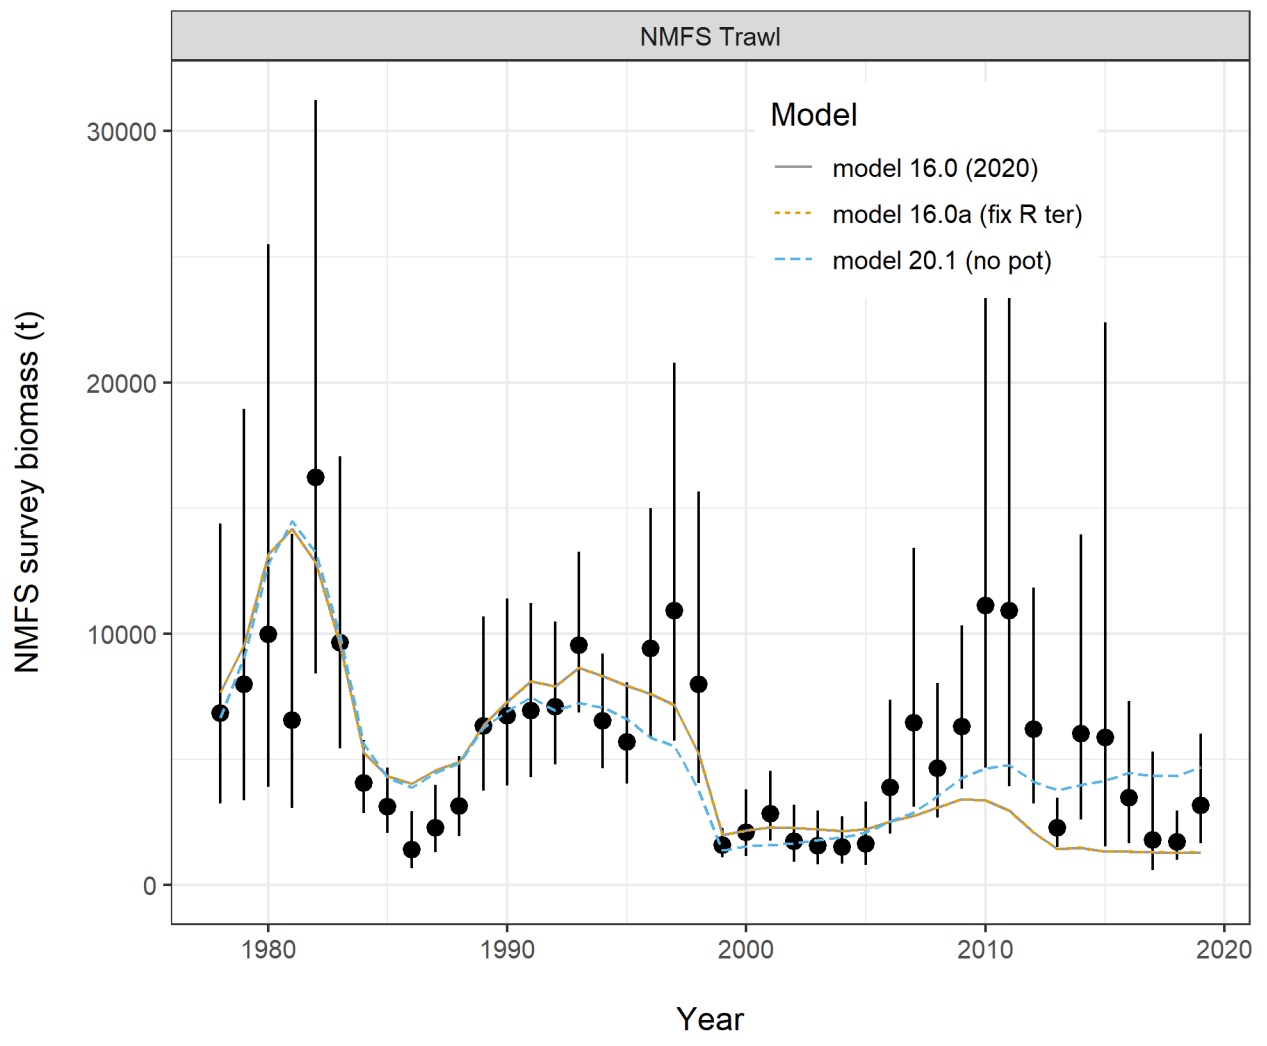 NMFS Trawl
NMFS survey biomass (t)
30000
20000
10000
0
Model
model 16.0 (2020)
model 16.0a (fix R ter)
model 20.1 (no pot)
1980
1990
2000
2010
2020
Year